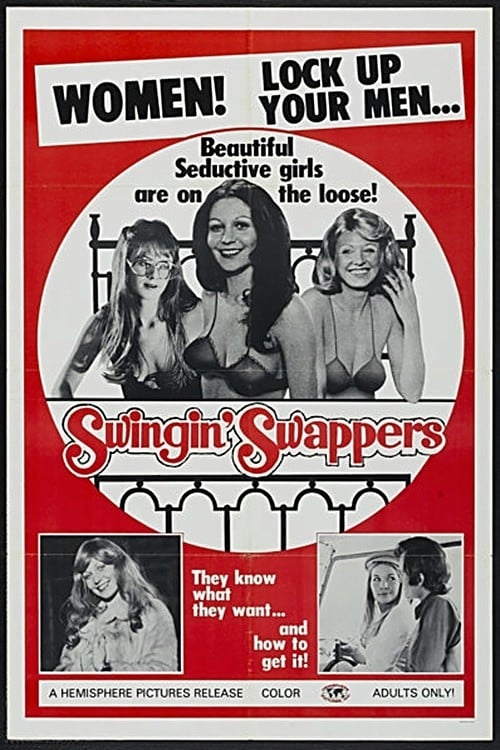 WOMEN!
LOCK UP
YOUR MEN...
Beautiful
Seductive girls
are on the loose!
Swingin' Swappers
They know
what
they want...
and
how to
get it!
A HEMISPHERE PICTURES RELEASE COLOR ADULTS ONLY!